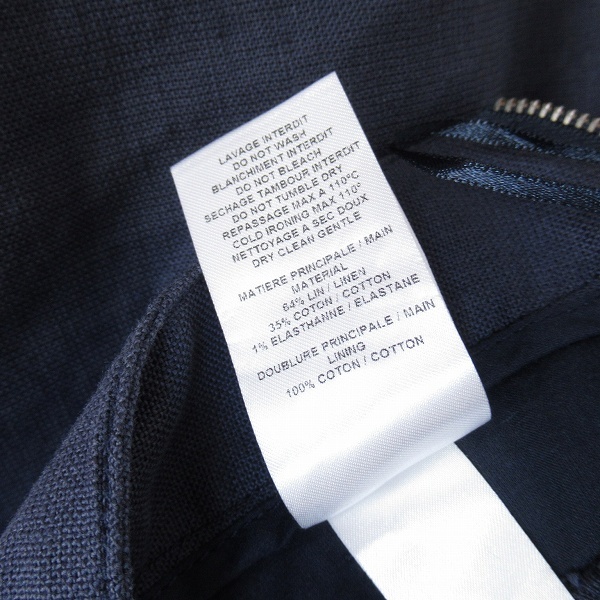 LAVAGE INTERDIT
DO NOT WASH
BLANCHIMENT INTERDIT
DO NOT BLEACH
SECHAGE TAMBOUR INTERDIT
DO NOT TUMBLE DRY
REPASSAGE MAX A 110°C
COLD IRONING MAX 110°
NETTOYAGE A SEC DOUX
DRY CLEAN GENTLE
MATIERE PRINCIPALE / MAIN
MATERIAL
64% LIN / LINEN
35% COTON / COTTON
1% ELASTHANNE / ELASTANE
DOUBLURE PRINCIPALE / MAIN
LINING
100% COTON / COTTON